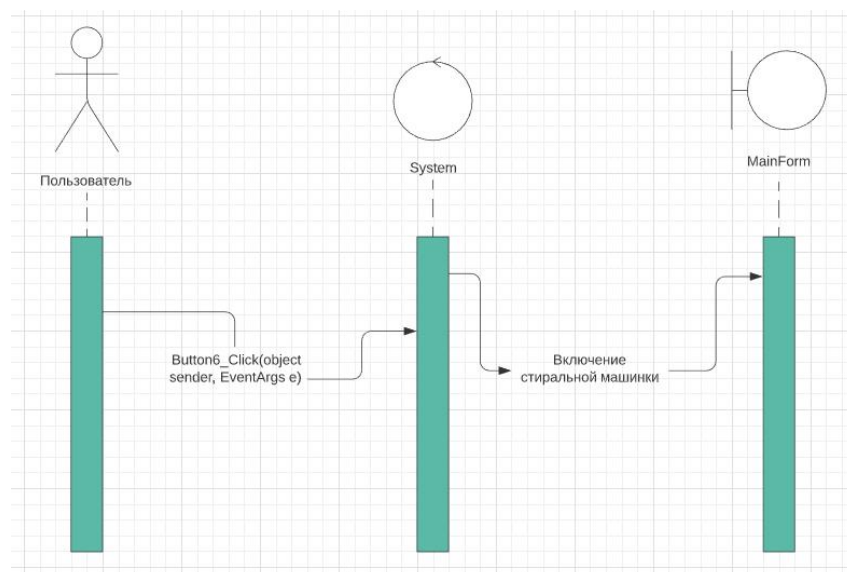 Пользователь
System
MainForm
Button6_Click(object
sender, EventArgs e)
Включение
стиральной машинки